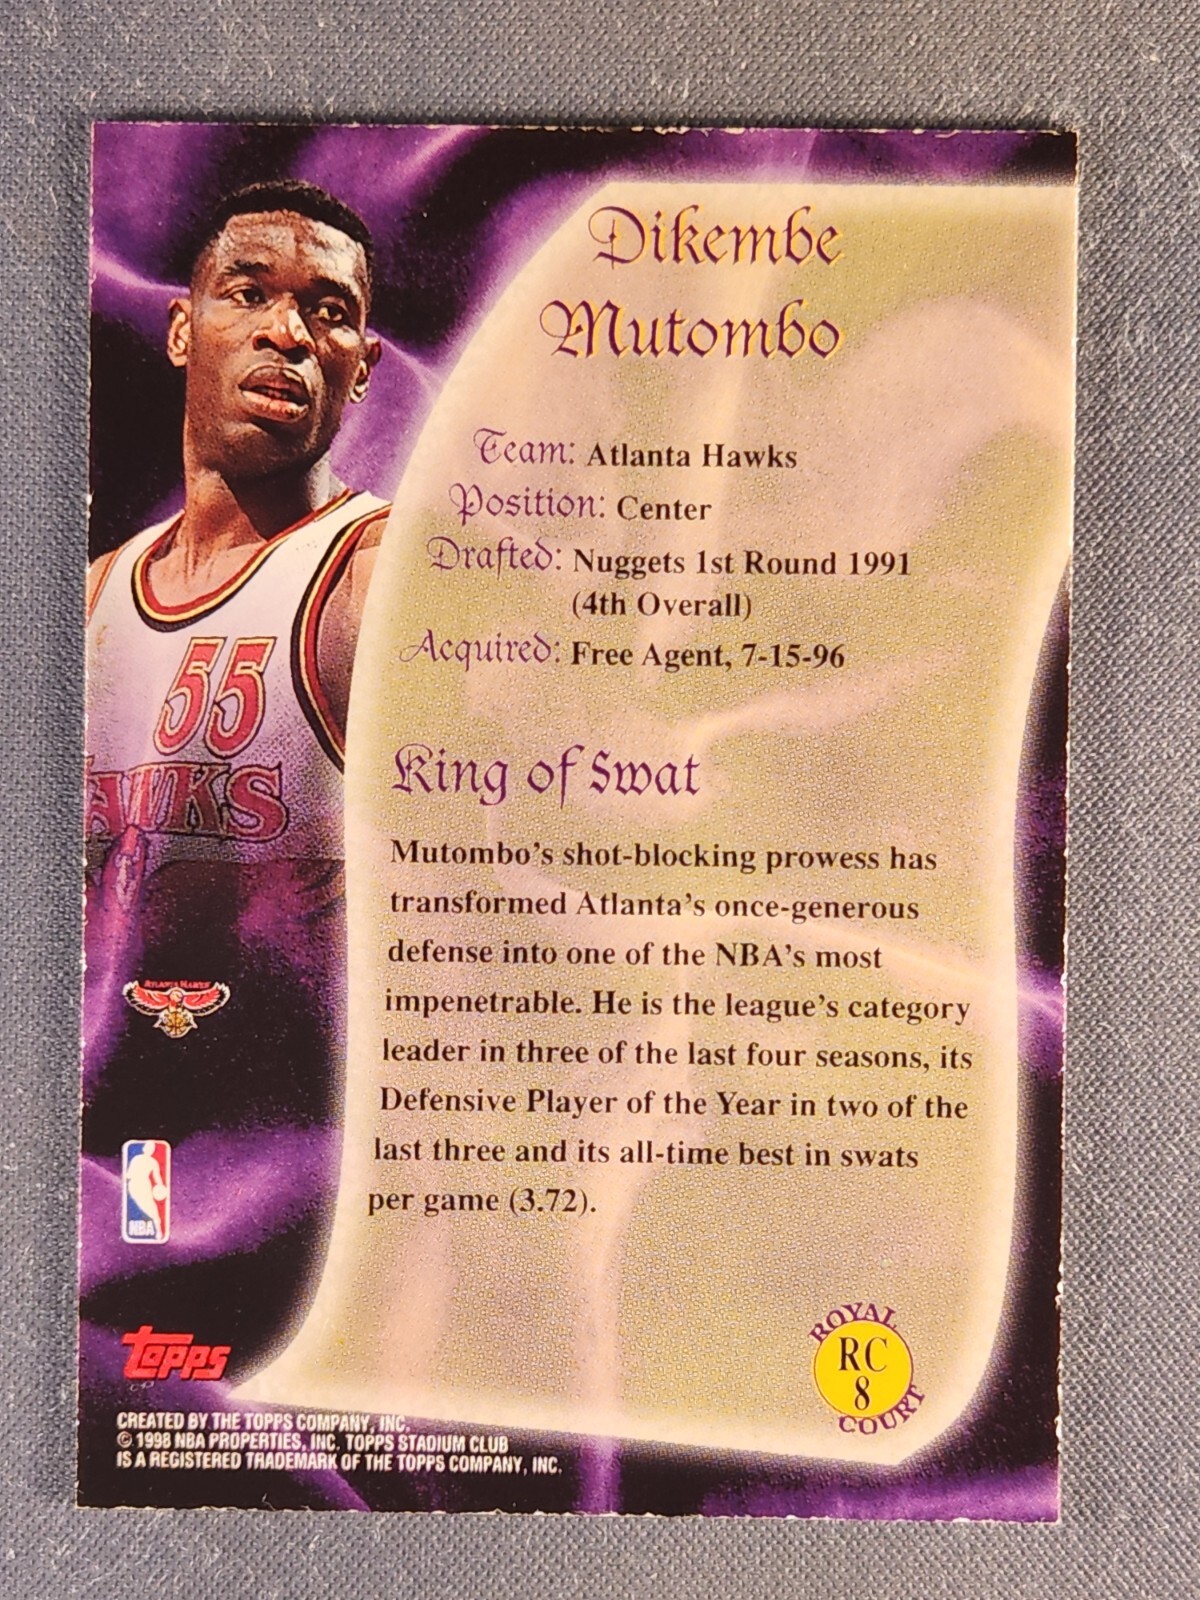 Dikembe
Mutombo
Team: Atlanta Hawks
Position: Center
Drafted: Nuggets 1st Round 1991
(4th Overall)
Acquired: Free Agent, 7-15-96
55
HAWKS
King of Swat
Mutombo's shot-blocking prowess has
transformed Atlanta's once-generous
defense into one of the NBA's most
impenetrable. He is the league's category
leader in three of the last four seasons, its
Defensive Player of the Year in two of the
last three and its all-time best in swats
per game (3.72).
ATLANTA HAWKS
NBA
Topps
ROYAL
RC
8
COURT
CREATED BY THE TOPPS COMPANY, INC.
© 1998 NBA PROPERTIES, INC. TOPPS STADIUM CLUB
IS A REGISTERED TRADEMARK OF THE TOPPS COMPANY, INC.